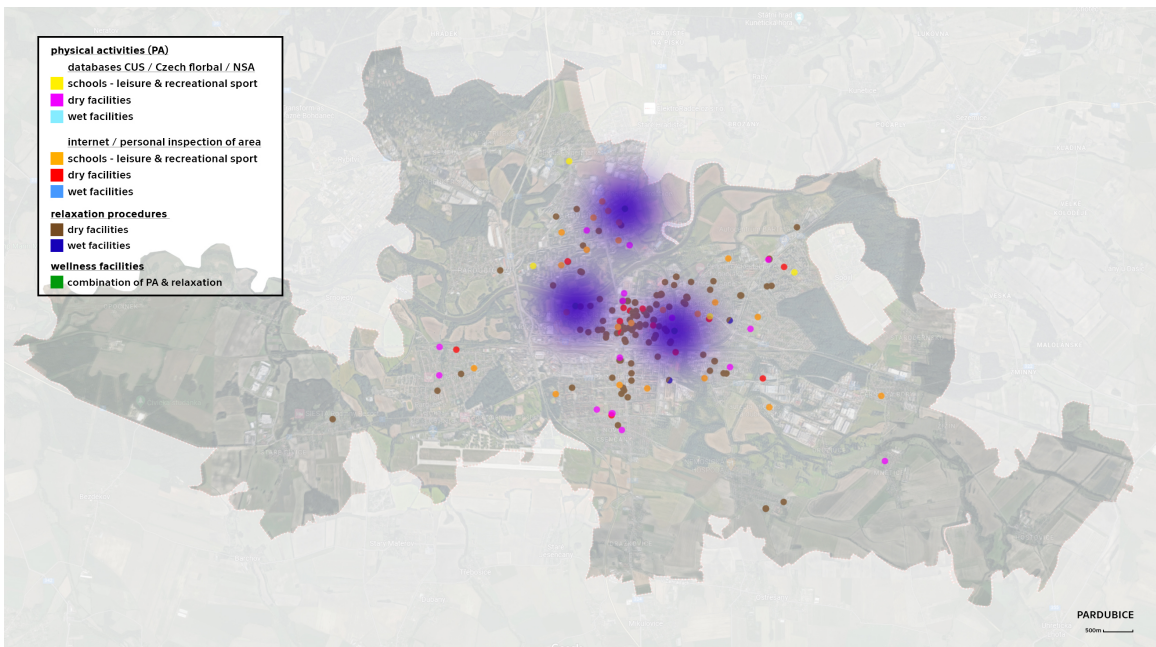 physical activities (PA)
databases CUS / Czech florbal / NSA
schools - leisure & recreational sport
dry facilities
wet facilities
internet / personal inspection of area
schools - leisure & recreational sport
dry facilities
wet facilities
relaxation procedures
dry facilities
wet facilities
wellness facilities
combination of PA & relaxation
PARDUBICE
500m